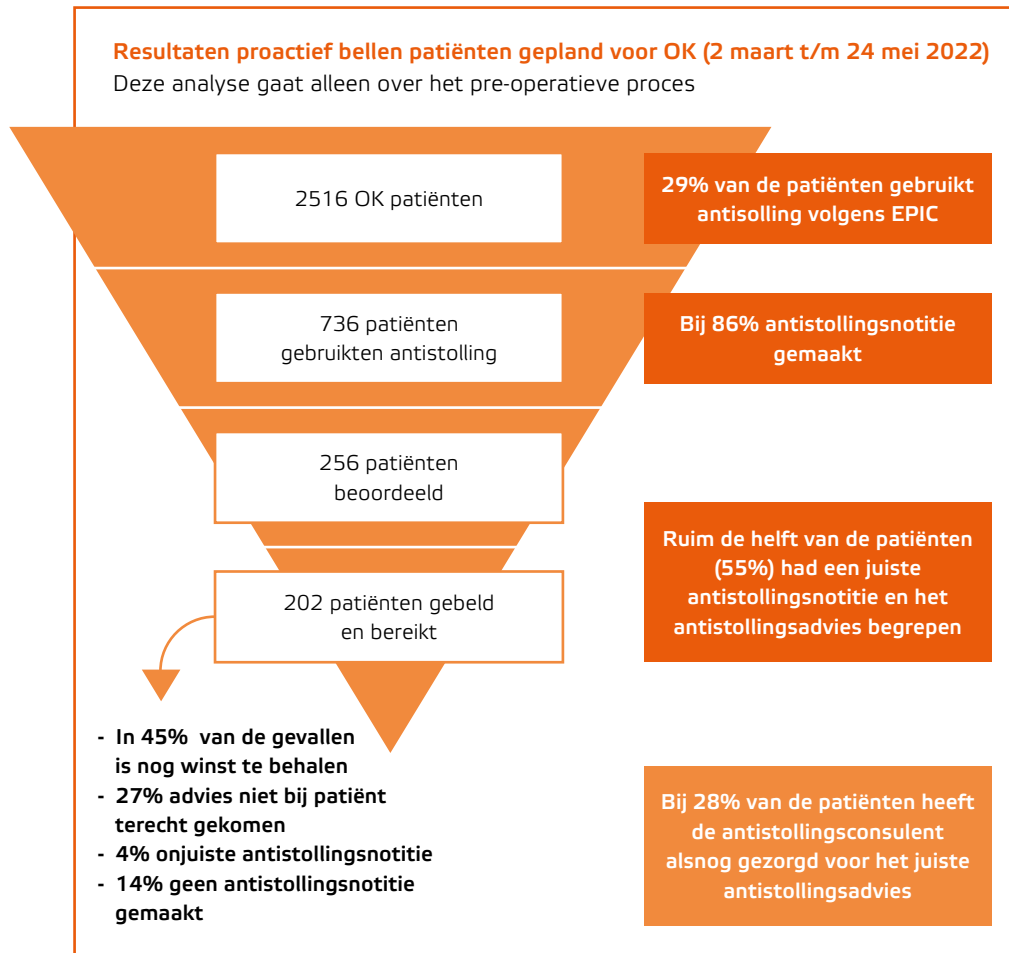 Resultaten proactief bellen patiënten gepland voor OK (2 maart t/m 24 mei 2022)
Deze analyse gaat alleen over het pre-operatieve proces
2516 OK patiënten
29% van de patiënten gebruikt
antisolling volgens EPIC
736 patiënten
gebruikten antistolling
Bij 86% antistollingsnotitie
gemaakt
256 patiënten
beoordeeld
Ruim de helft van de patiënten
(55%) had een juiste
antistollingsnotitie en het
antistollingsadvies begrepen
202 patiënten gebeld
en bereikt
- In 45% van de gevallen
is nog winst te behalen
- 27% advies niet bij patiënt
terecht gekomen
- 4% onjuiste antistollingsnotitie
- 14% geen antistollingsnotitie
gemaakt
Bij 28% van de patiënten heeft
de antistollingsconsulent
alsnog gezorgd voor het juiste
antistollingsadvies